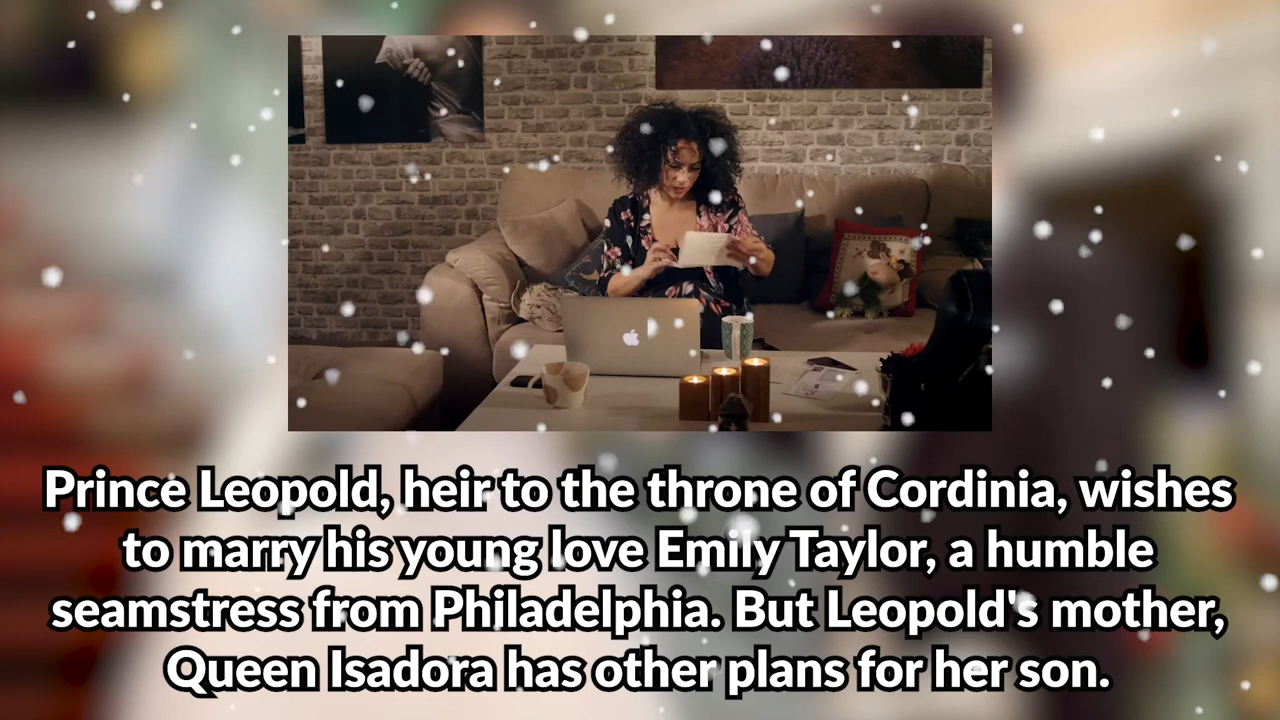 Prince Leopold, heir to the throne of Cordinia, wishes
to marry his young love Emily Taylor, a humble
seamstress from Philadelphia. But Leopold's mother,
Queen Isadora has other plans for her son.